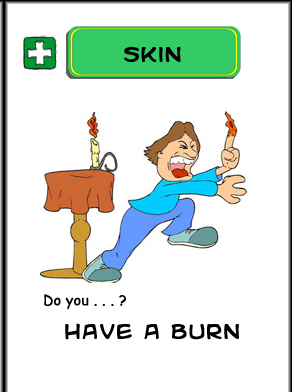 SKIN
Do you . . . ?
HAVE A BURN